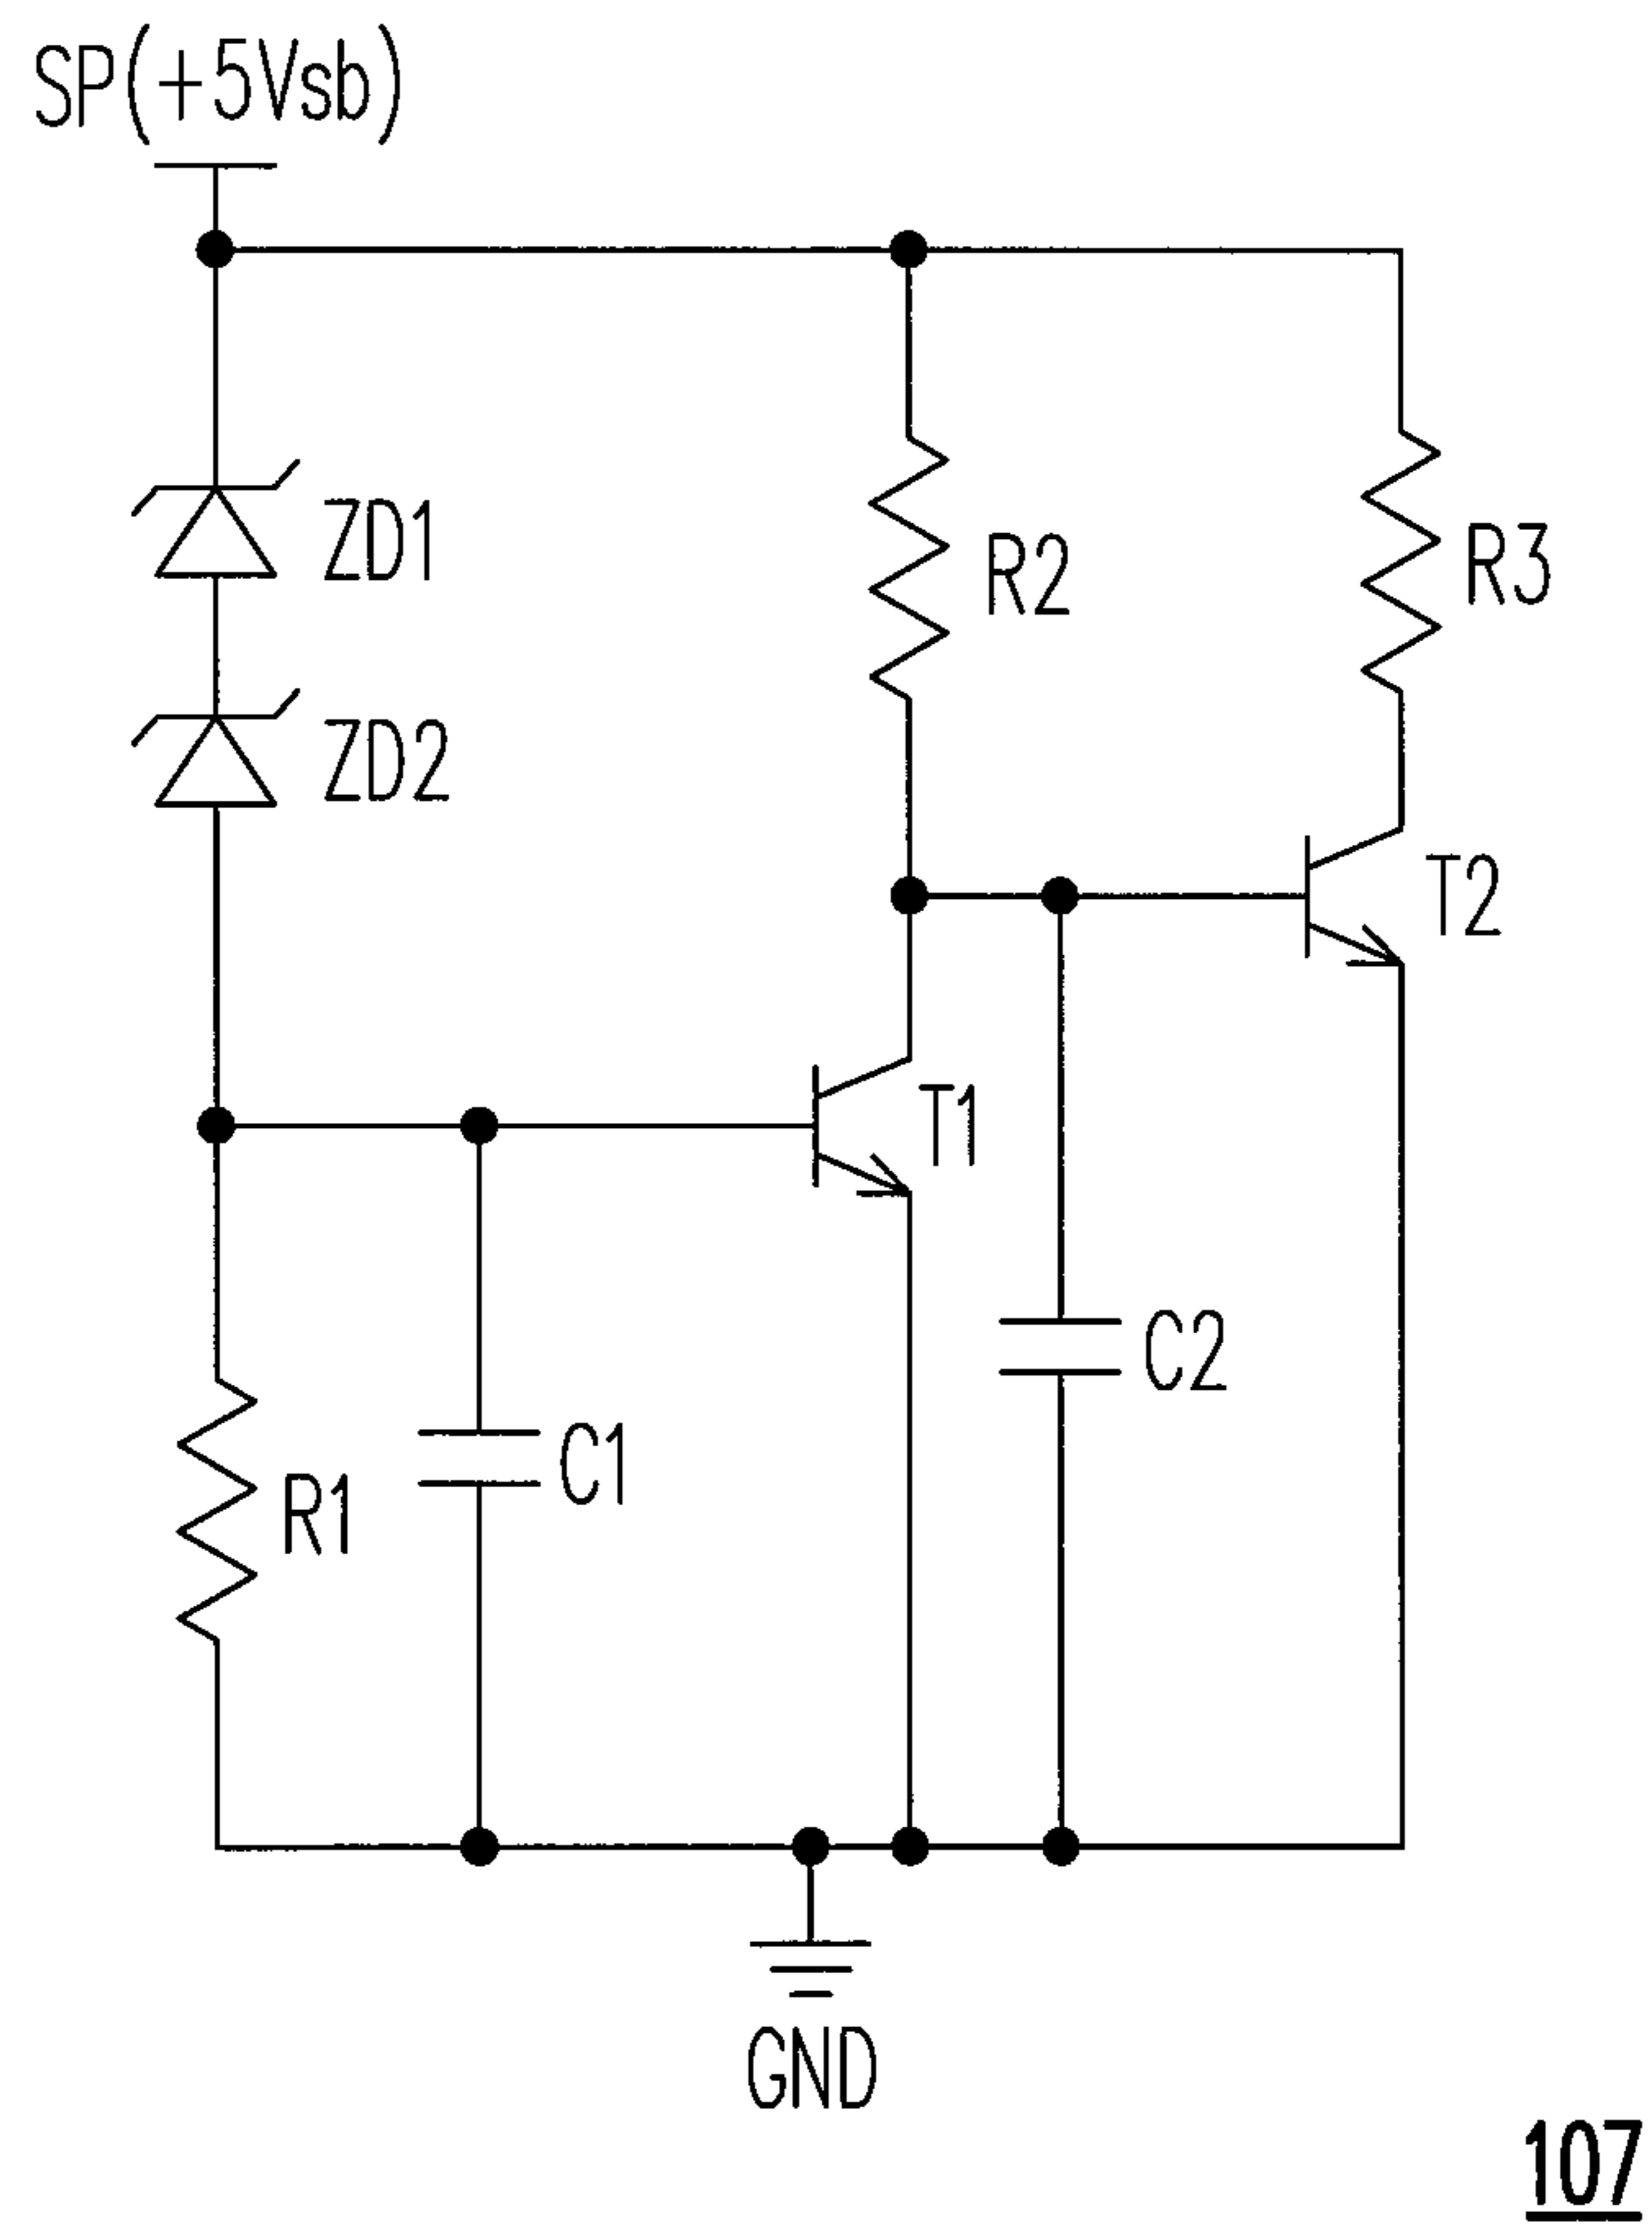 SP(+5Vsb)
ZD1
R2
R3
ZD2
T2
T1
C2
C1
R1
GND
107